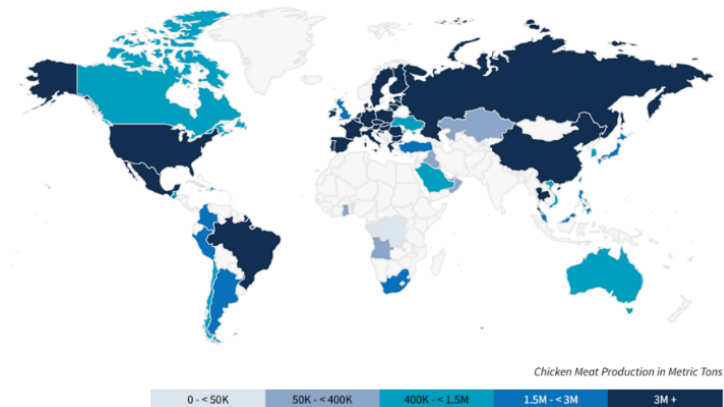 Chicken Meat Production in Metric Tons
0 - < 50K
50K - < 400K
400K - < 1.5M
1.5M - < 3M
3M +